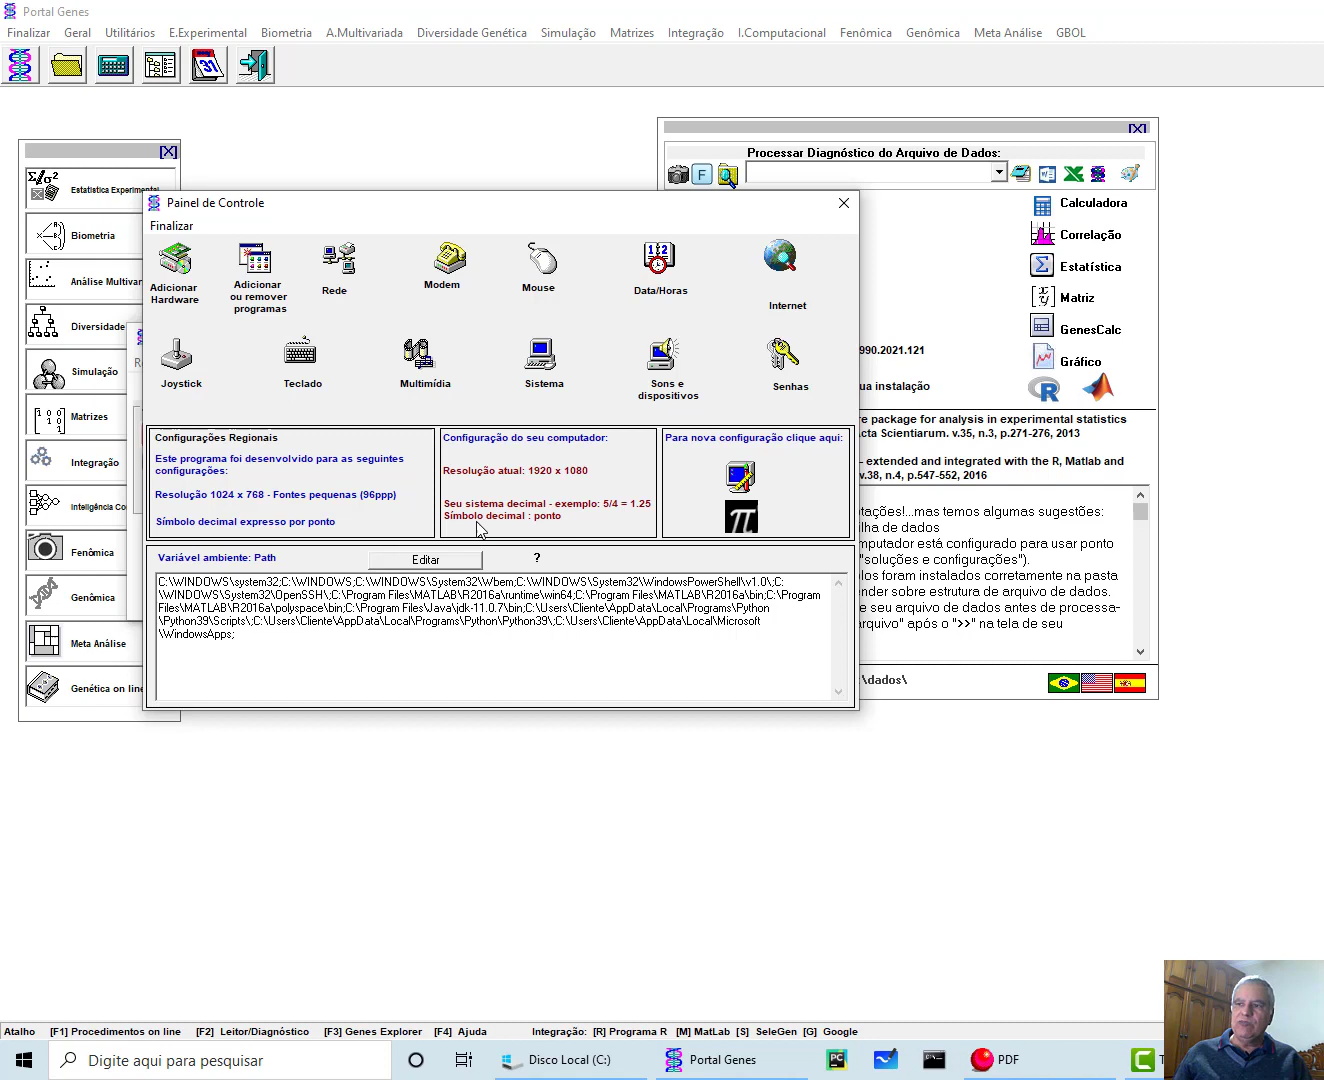 Portal Genes
Finalizar Geral Utilitários E.Experimental Biometria A.Multivariada Diversidade Genética Simulação Matrizes Integração I.Computacional Fenômica Genômica Meta Análise GBOL
[X]
Estatística Experimental
Biometria
Análise Multivar
Diversidade
Simulação
Matrizes
Integração
Inteligência Co
Fenômica
Genômica
Meta Análise
Genética on line
[X]
Processar Diagnóstico do Arquivo de Dados:
Calculadora
Correlação
Estatística
Matriz
GenesCalc
Gráfico
990.2021.121
ua instalação
re package for analysis in experimental statistics
cta Scientiarum. v.35, n.3, p.271-276, 2013
- extended and integrated with the R, Matlab and
v.38, n.4, p.547-552, 2016
tações!...mas temos algumas sugestões:
ilha de dados
mputador está configurado para usar ponto
"soluções e configurações").
los foram instalados corretamente na pasta
ender sobre estrutura de arquivo de dados.
e seu arquivo de dados antes de processa-
arquivo" após o ">>" na tela de seu
\dados\
Painel de Controle
Finalizar
Adicionar
Hardware
Adicionar
ou remover
programas
Rede
Modem
Mouse
Data/Horas
Internet
Joystick
Teclado
Multimídia
Sistema
Sons e
dispositivos
Senhas
Configurações Regionais
Este programa foi desenvolvido para as seguintes
configurações:
Resolução 1024 x 768 - Fontes pequenas (96ppp)
Símbolo decimal expresso por ponto
Configuração do seu computador:
Resolução atual: 1920 x 1080
Seu sistema decimal - exemplo: 5/4 = 1.25
Símbolo decimal : ponto
Para nova configuração clique aqui:
Variável ambiente: Path
Editar
?
C:\WINDOWS\system32;C:\WINDOWS;C:\WINDOWS\System32\Wbem;C:\WINDOWS\System32\WindowsPowerShell\v1.0\;C:
\WINDOWS\System32\OpenSSH\;C:\Program Files\MATLAB\R2016a\runtime\win64;C:\Program Files\MATLAB\R2016a\bin;C:\Program
Files\MATLAB\R2016a\polyspace\bin;C:\Program Files\Java\jdk-11.0.7\bin;C:\Users\Cliente\AppData\Local\Programs\Python
\Python39\Scripts\;C:\Users\Cliente\AppData\Local\Programs\Python\Python39\;C:\Users\Cliente\AppData\Local\Microsoft
\WindowsApps;
Atalho [F1] Procedimentos on line [F2] Leitor/Diagnóstico [F3] Genes Explorer [F4] Ajuda Integração: [R] Programa R [M] MatLab [S] SeleGen [G] Google
Digite aqui para pesquisar
Disco Local (C:)
Portal Genes
PDF